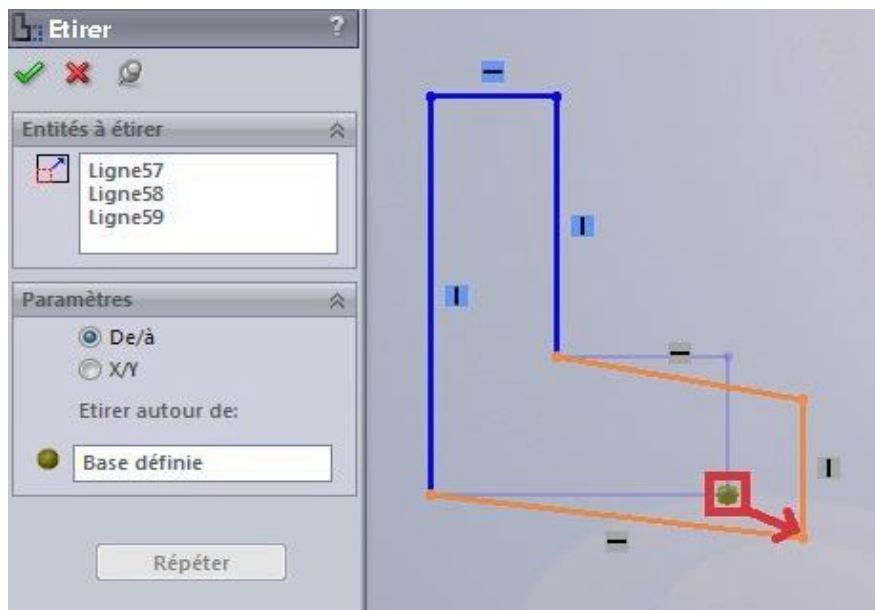 Etirer ?
Entités à étirer
Ligne57
Ligne58
Ligne59
Paramètres
De/à
X/Y
Etirer autour de:
Base définie
Répéter